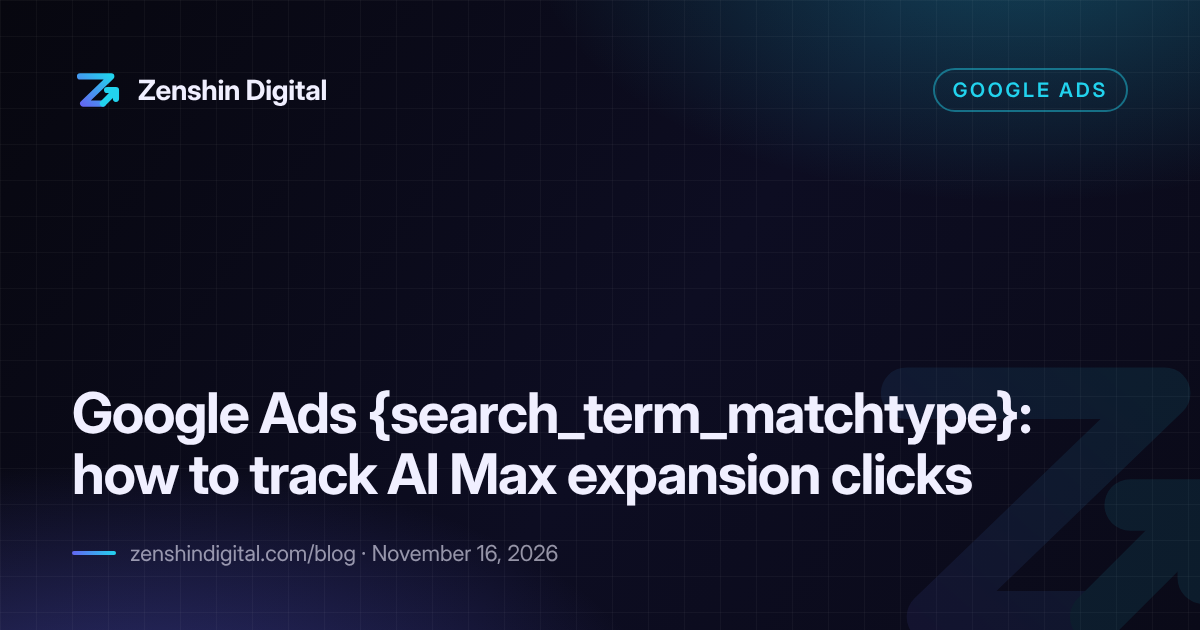 Zenshin Digital
GOOGLE ADS
Google Ads {search_term_matchtype}:
how to track AI Max expansion clicks
zenshindigital.com/blog · November 16, 2026